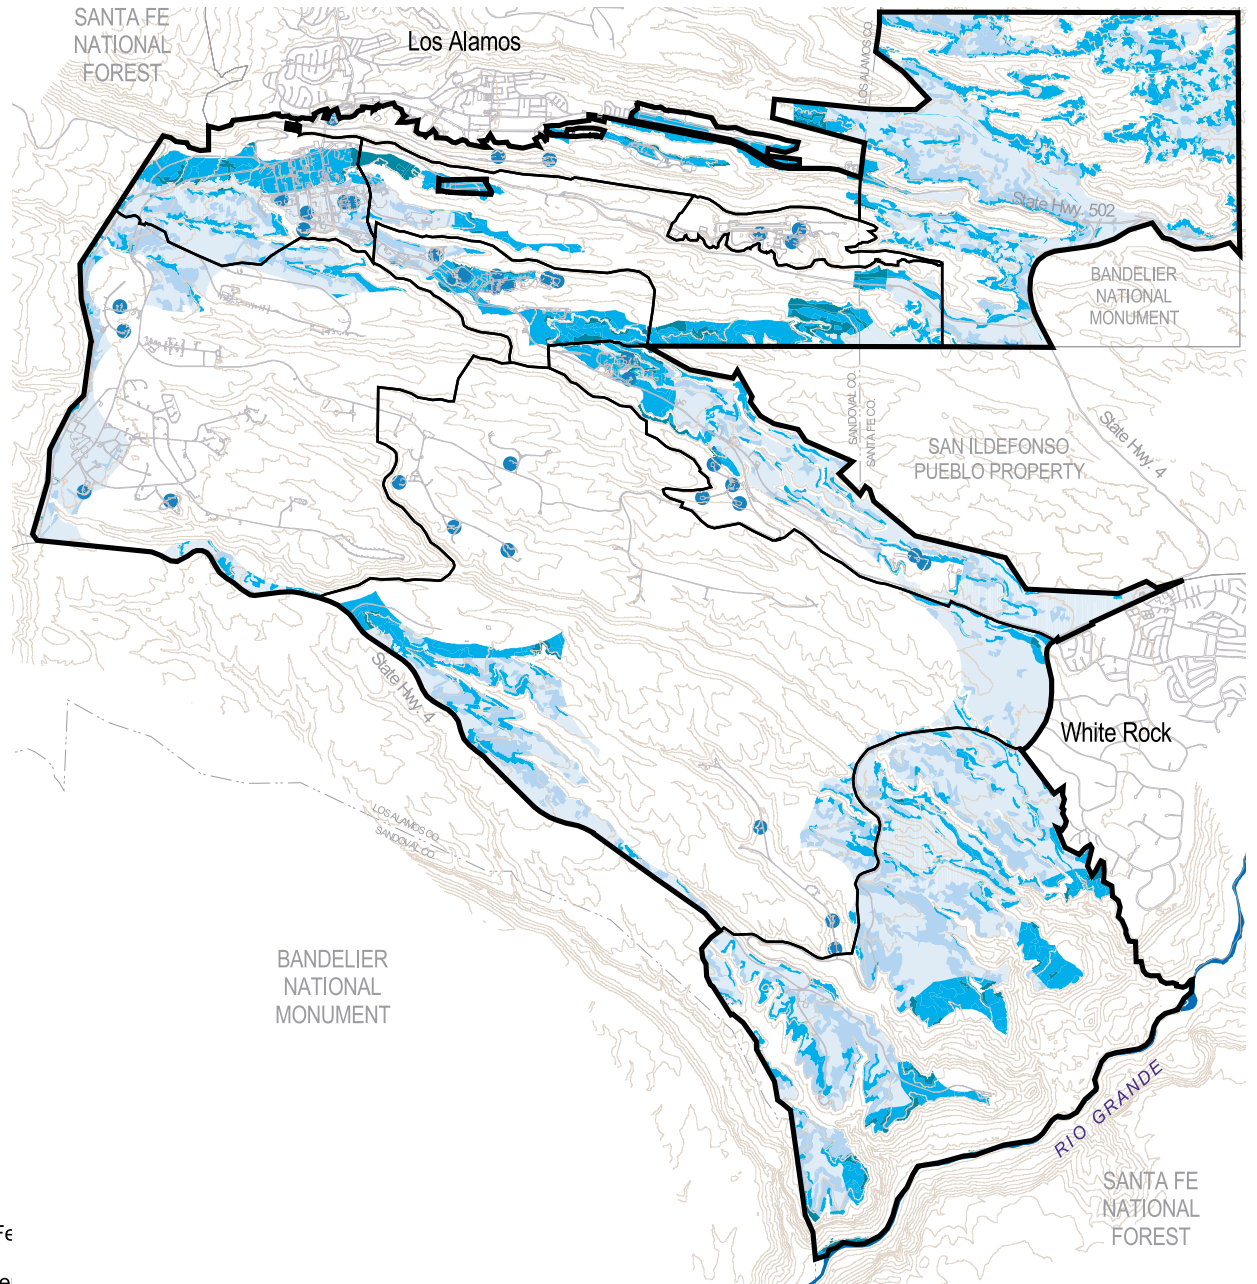 SANTA FE
NATIONAL
FOREST
Los Alamos
LOS ALAMOS CO.
State Hwy. 502
BANDELIER
NATIONAL
MONUMENT
SANDOVAL CO.
SANTA FE CO.
State Hwy. 4
SAN ILDEFONSO
PUEBLO PROPERTY
State Hwy. 4
White Rock
LOS ALAMOS CO.
SANDOVAL CO.
BANDELIER
NATIONAL
MONUMENT
RIO GRANDE
SANTA FE
NATIONAL
FOREST